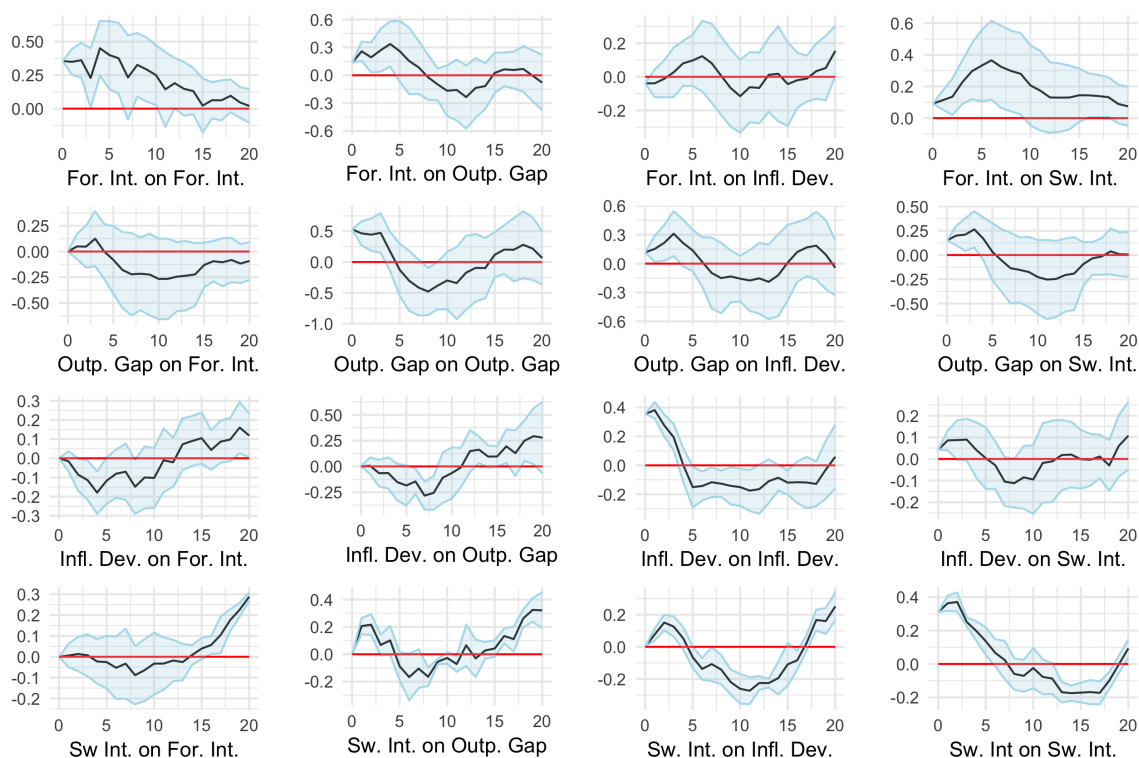 0.50
0.25
0.00
0 5 10 15 20
For. Int. on For. Int.
0.6
0.3
0.0
-0.3
-0.6
0 5 10 15 20
For. Int. on Outp. Gap
0.2
0.0
-0.2
0 5 10 15 20
For. Int. on Infl. Dev.
0.6
0.4
0.2
0.0
0 5 10 15 20
For. Int. on Sw. Int.
0.25
0.00
-0.25
-0.50
0 5 10 15 20
Outp. Gap on For. Int.
0.5
0.0
-0.5
-1.0
0 5 10 15 20
Outp. Gap on Outp. Gap
0.6
0.3
0.0
-0.3
-0.6
0 5 10 15 20
Outp. Gap on Infl. Dev.
0.50
0.25
0.00
-0.25
-0.50
0 5 10 15 20
Outp. Gap on Sw. Int.
0.3
0.2
0.1
0.0
-0.1
-0.2
-0.3
0 5 10 15 20
Infl. Dev. on For. Int.
0.50
0.25
0.00
-0.25
0 5 10 15 20
Infl. Dev. on Outp. Gap
0.4
0.2
0.0
-0.2
0 5 10 15 20
Infl. Dev. on Infl. Dev.
0.2
0.1
0.0
-0.1
-0.2
0 5 10 15 20
Infl. Dev on Sw. Int.
0.3
0.2
0.1
0.0
-0.1
-0.2
0 5 10 15 20
Sw Int. on For. Int.
0.4
0.2
0.0
-0.2
0 5 10 15 20
Sw. Int. on Outp. Gap
0.2
0.0
-0.2
0 5 10 15 20
Sw. Int. on Infl. Dev.
0.4
0.2
0.0
-0.2
0 5 10 15 20
Sw. Int on Sw. Int.